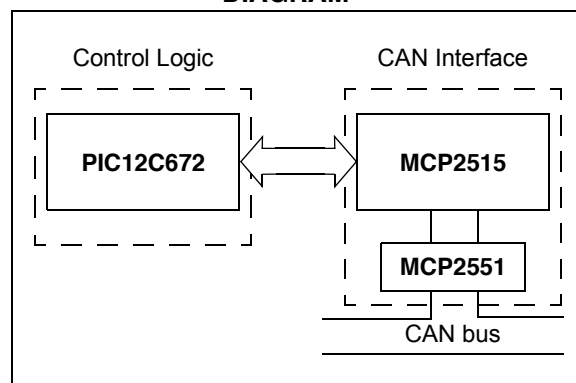 DIAGRAM
Control Logic
CAN Interface
PIC12C672
MCP2515
MCP2551
CAN bus